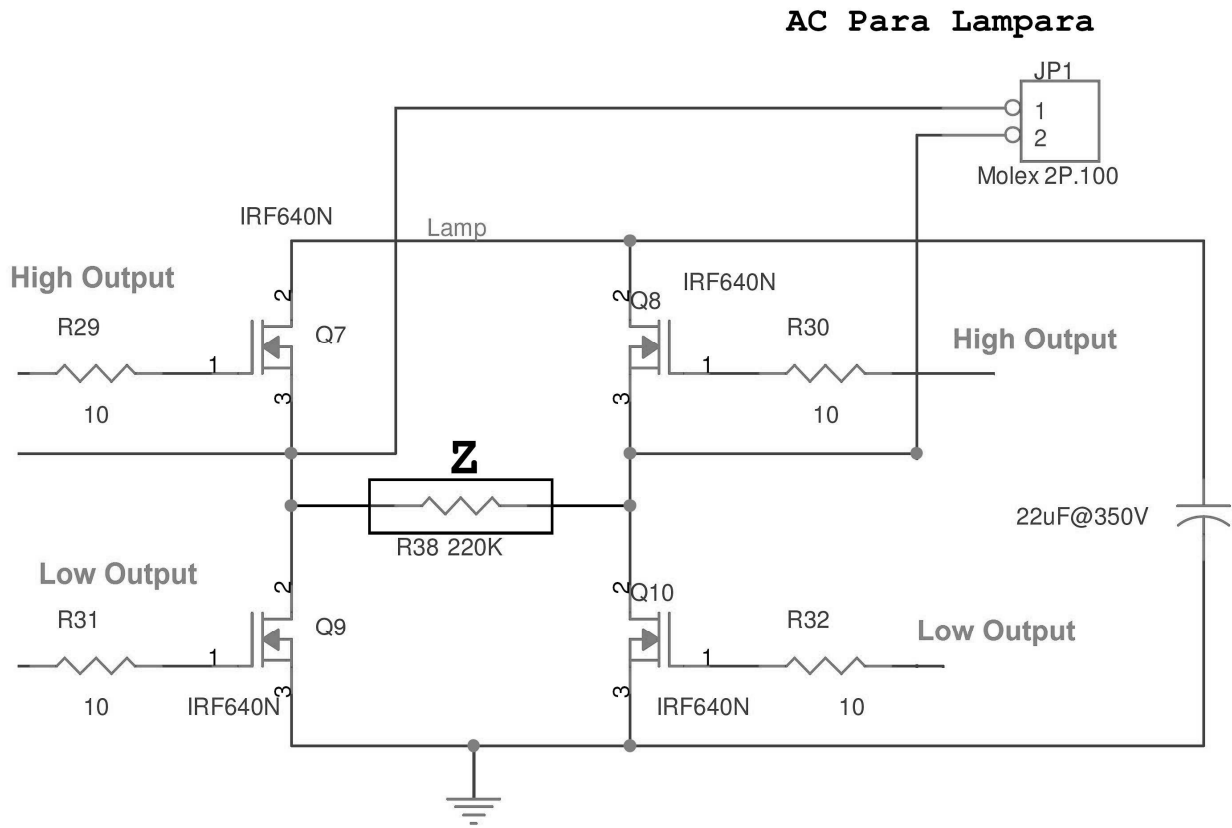 AC Para Lampara
JP1
1
2
Molex 2P.100
IRF640N
Lamp
High Output
2
R29
Q7
1
3
10
2
Q8
IRF640N
R30
High Output
1
3
10
Z
R38 220K
22uF@350V
Low Output
2
R31
Q9
1
3
10
IRF640N
2
Q10
R32
Low Output
1
3
IRF640N
10